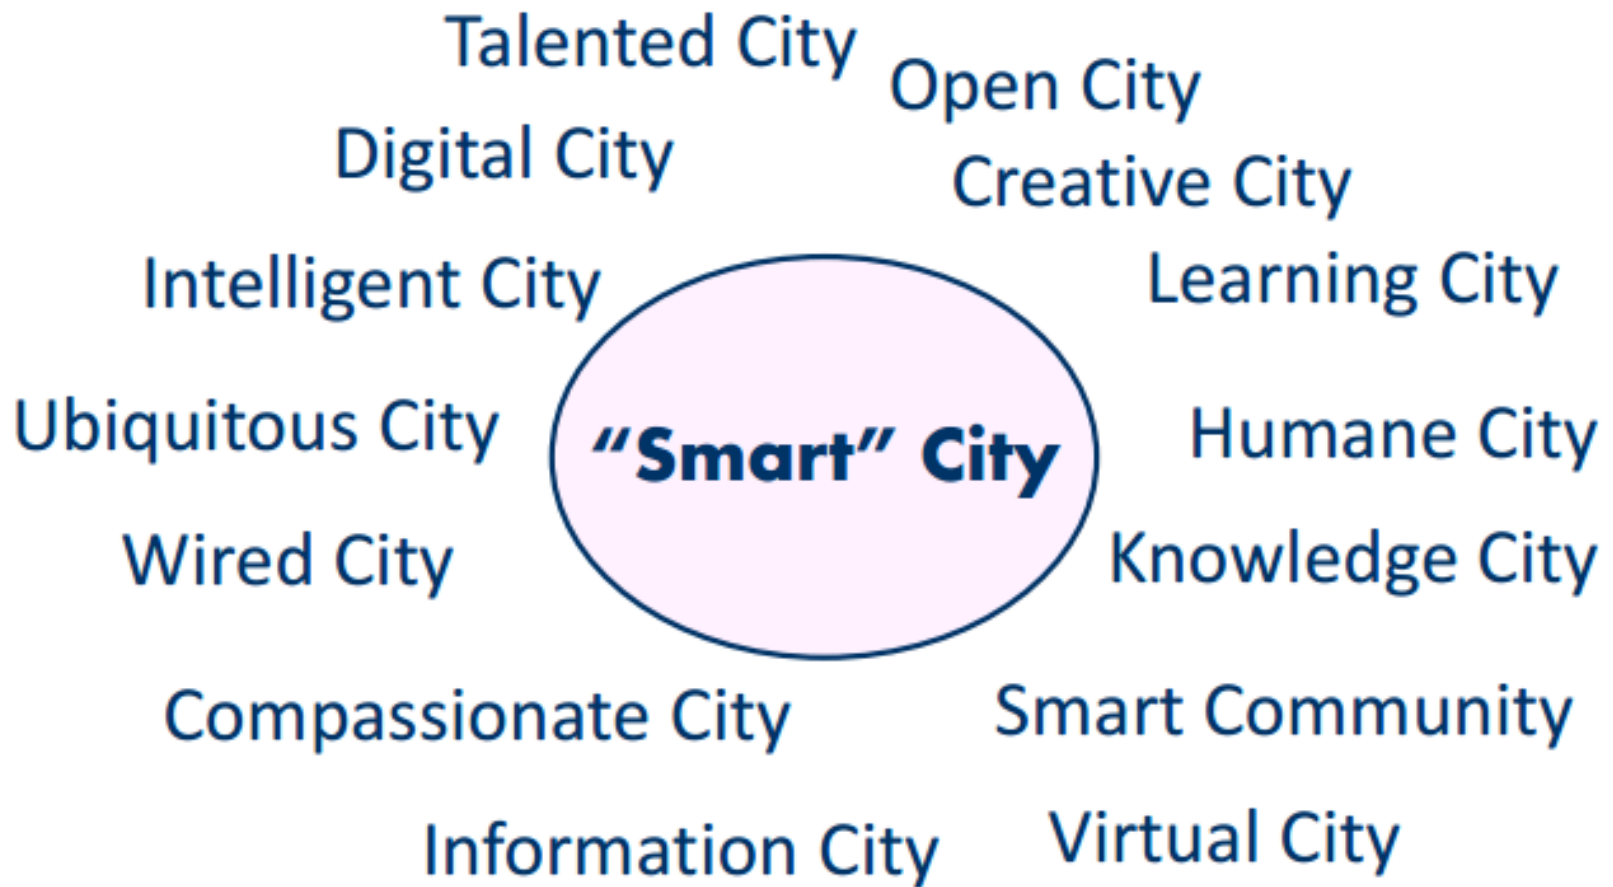 Talented City
Open City
Digital City
Creative City
Intelligent City
Learning City
Ubiquitous City
“Smart” City
Humane City
Wired City
Knowledge City
Compassionate City
Smart Community
Information City
Virtual City